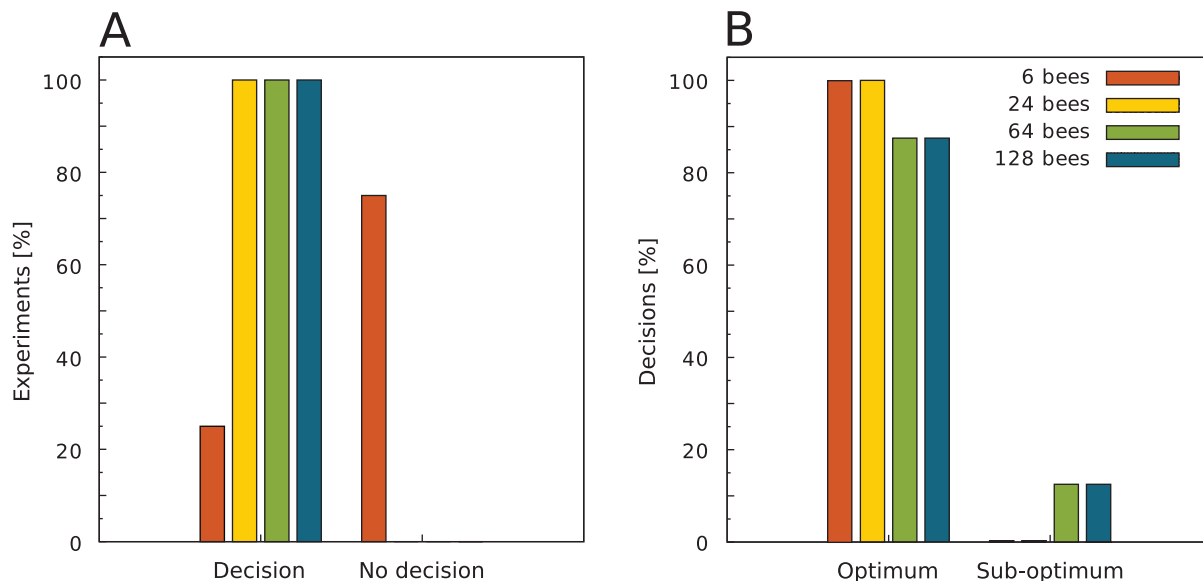 A
Experiments [%]
100
80
60
40
20
0
Decision No decision
B
Decisions [%]
100
80
60
40
20
0
Optimum Sub-optimum
6 bees
24 bees
64 bees
128 bees